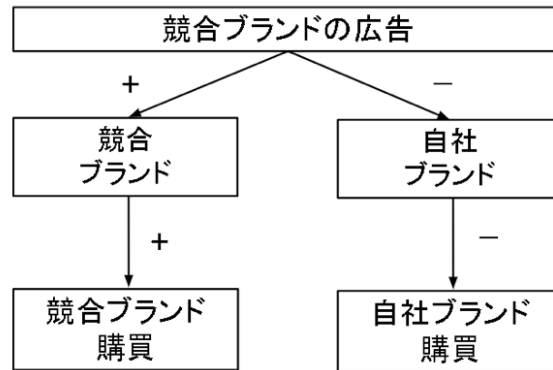 競合ブランドの広告
+
−
競合
ブランド
自社
ブランド
+
−
競合ブランド
購買
自社ブランド
購買